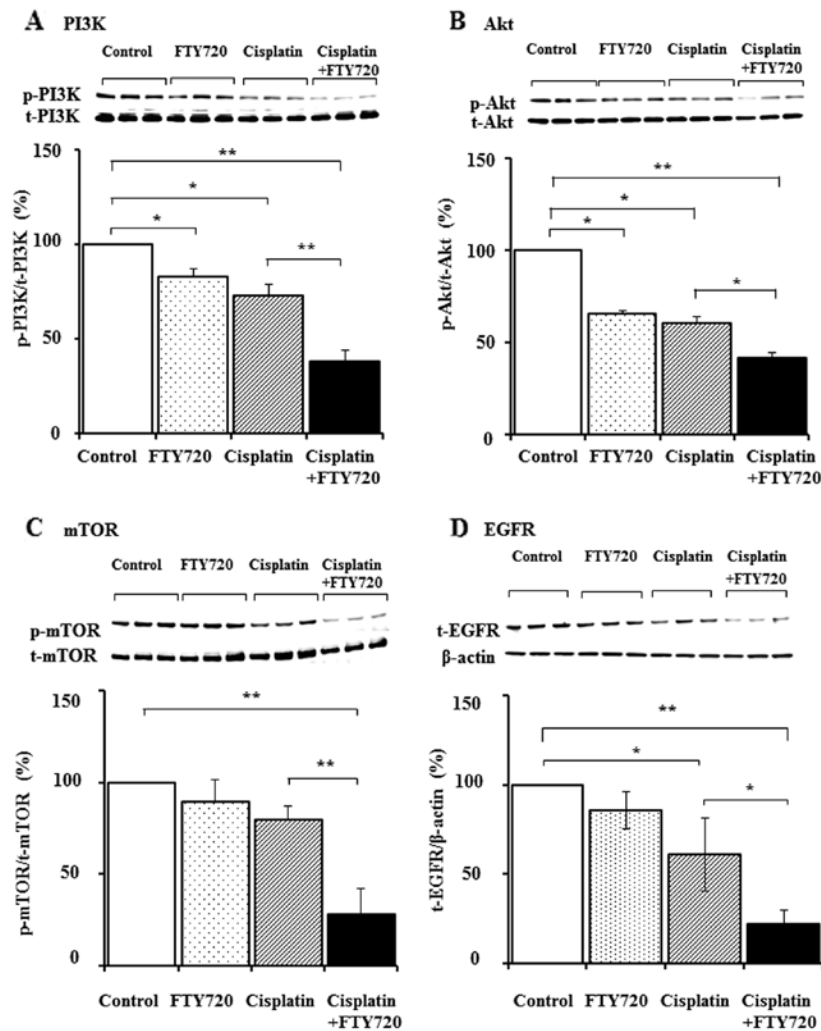 A PI3K
Control FTY720 Cisplatin Cisplatin
+FTY720
p-PI3K
t-PI3K
150
**
*
*
**
100
50
0
p-PI3K/t-PI3K (%)
Control FTY720 Cisplatin Cisplatin
+FTY720
B Akt
Control FTY720 Cisplatin Cisplatin
+FTY720
p-Akt
t-Akt
150
**
*
*
*
100
50
0
p-Akt/t-Akt (%)
Control FTY720 Cisplatin Cisplatin
+FTY720
C mTOR
Control FTY720 Cisplatin Cisplatin
+FTY720
p-mTOR
t-mTOR
150
**
**
100
50
0
p-mTOR/t-mTOR (%)
Control FTY720 Cisplatin Cisplatin
+FTY720
D EGFR
Control FTY720 Cisplatin Cisplatin
+FTY720
t-EGFR
β-actin
150
**
*
*
100
50
0
t-EGFR/β-actin (%)
Control FTY720 Cisplatin Cisplatin
+FTY720